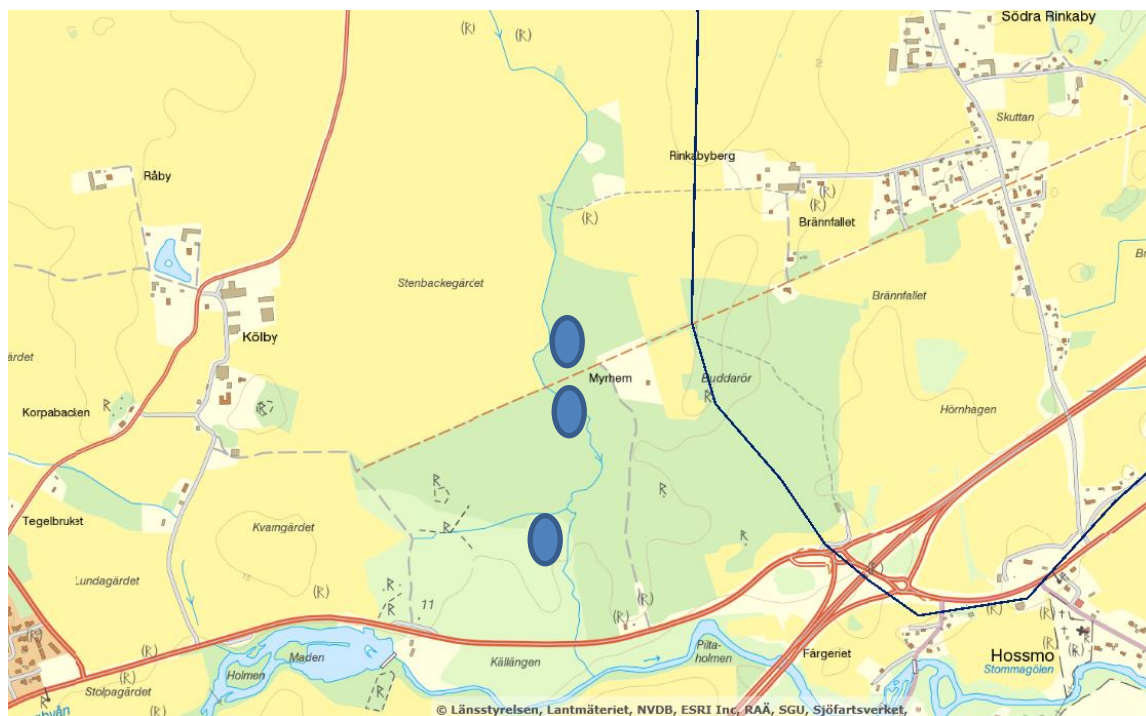 (R)
(R)
(R)
Södra Rinkaby
Skuttan
Rinkabyberg
Råby
(R)
(R)
(R)
Brännfallet
Stenbackegärdet
Brännfallet
Kölby
ärdet
Myrhem
Buddarör
R
R
R
Korpabacken
Hörnhagen
R
R
R
Tegelbruket
Kvarngärdet
R
Lundagärdet
(R)
(R)
R
11
R
(R)
(R)
(R)
(R)
(R)
(R)
Maden
Källängen
Pilta-
holmen
Färgeriet
Hossmo
(R)
(R)
Holmen
Stolpagärdet
R
R
Stommagölen
© Länsstyrelsen, Lantmäteriet, NVDB, ESRI Inc, RAÄ, SGU, Sjöfartsverket,